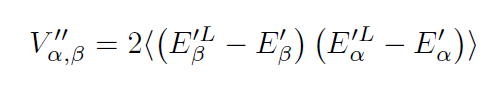 V''_{α,β} = 2⟨(E'^L_β − E'_β) (E'^L_α − E'_α)⟩